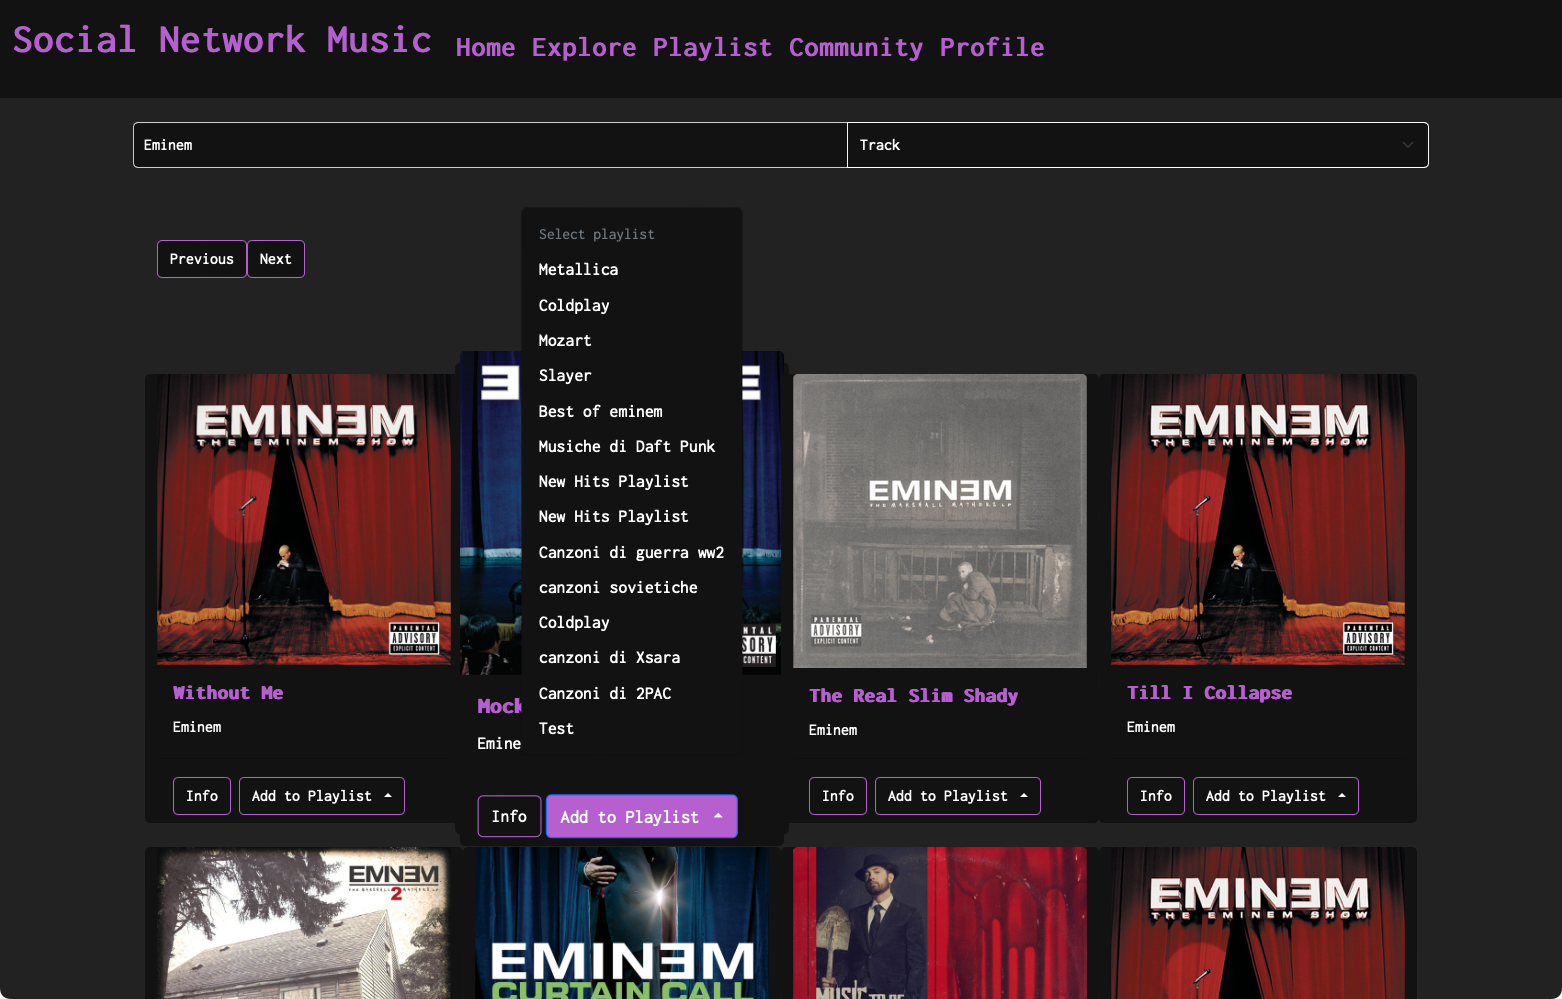 Social Network Music Home Explore Playlist Community Profile
Eminem
Track
Previous
Next
Select playlist
Metallica
Coldplay
Mozart
Slayer
Best of eminem
Musiche di Daft Punk
New Hits Playlist
New Hits Playlist
Canzoni di guerra ww2
canzoni sovietiche
Coldplay
canzoni di Xsara
Canzoni di 2PAC
Test
EMINƎM
THE EMINEM SHOW
PARENTAL
ADVISORY
EXPLICIT CONTENT
Without Me
Eminem
Info
Add to Playlist
Mock
Emine
Info
Add to Playlist
EMINƎM
THE MARSHALL MATHERS LP
PARENTAL
ADVISORY
EXPLICIT CONTENT
The Real Slim Shady
Eminem
Info
Add to Playlist
EMINƎM
THE EMINEM SHOW
PARENTAL
ADVISORY
EXPLICIT CONTENT
Till I Collapse
Eminem
Info
Add to Playlist
EMINƎM
THE MARSHALL MATHERS LP
2
EMINƎM
CURTAIN CALL
MUSIC TO BE
EMINƎM
THE EMINEM SHOW